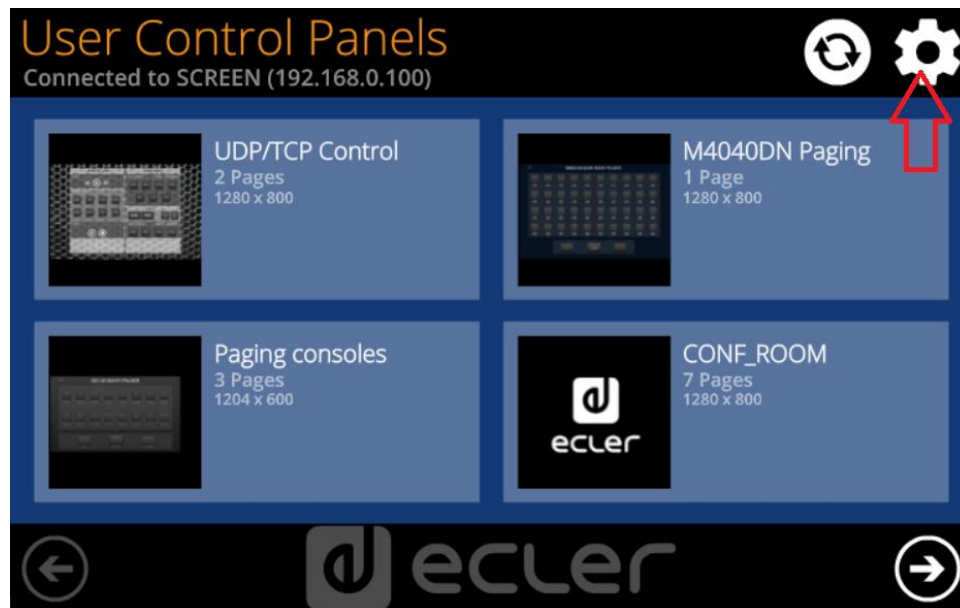 User Control Panels
Connected to SCREEN (192.168.0.100)
UDP/TCP Control
2 Pages
1280 x 800
M4040DN Paging
1 Page
1280 x 800
Paging consoles
3 Pages
1204 x 600
CONF_ROOM
7 Pages
1280 x 800
ecler
ecler